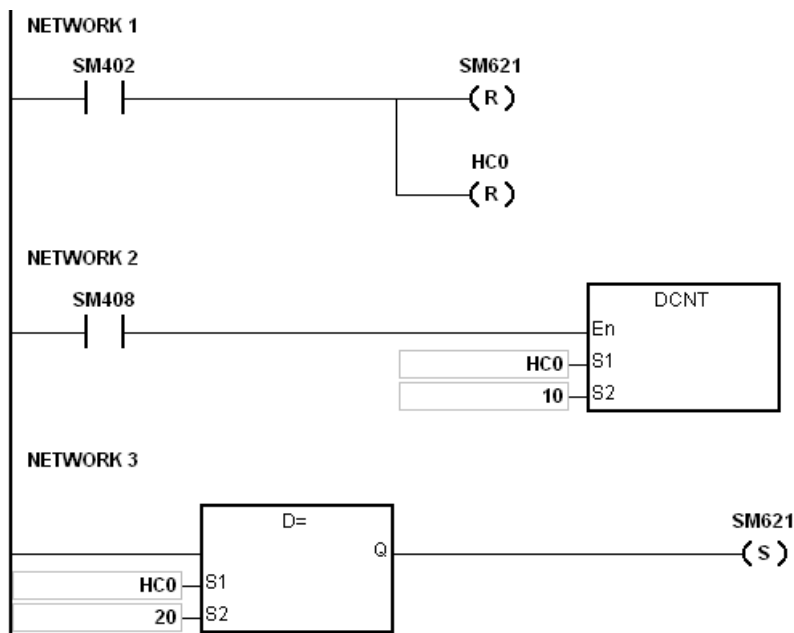 NETWORK 1
SM402
SM621
( R )
HC0
( R )
NETWORK 2
SM408
DCNT
En
HC0 S1
10 S2
NETWORK 3
D=
Q
SM621
( S )
HC0 S1
20 S2